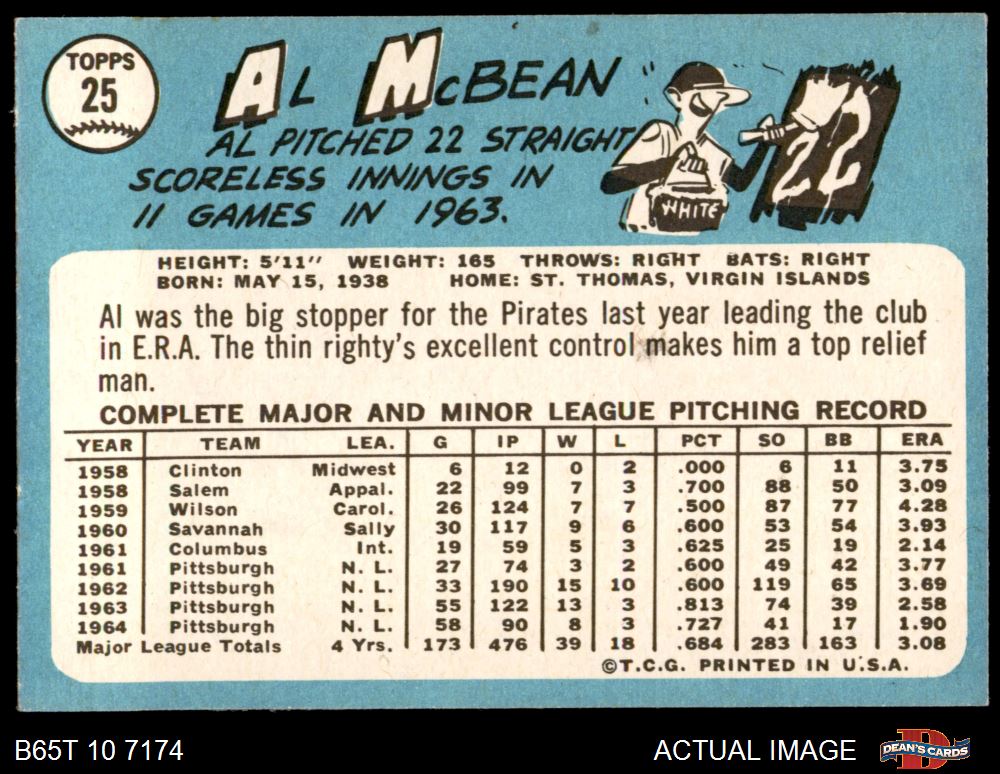 TOPPS
25
AL MCBEAN
AL PITCHED 22 STRAIGHT
SCORELESS INNINGS IN
11 GAMES IN 1963.
WHITE
22
HEIGHT: 5'11" WEIGHT: 165 THROWS: RIGHT BATS: RIGHT
BORN: MAY 15, 1938 HOME: ST. THOMAS, VIRGIN ISLANDS
Al was the big stopper for the Pirates last year leading the club
in E.R.A. The thin righty's excellent control makes him a top relief
man.
COMPLETE MAJOR AND MINOR LEAGUE PITCHING RECORD
YEAR TEAM LEA. G IP W L PCT SO BB ERA
1958 Clinton Midwest 6 12 0 2 .000 6 11 3.75
1958 Salem Appal. 22 99 7 3 .700 88 50 3.09
1959 Wilson Carol. 26 124 7 7 .500 87 77 4.28
1960 Savannah Sally 30 117 9 6 .600 53 54 3.93
1961 Columbus Int. 19 59 5 3 .625 25 19 2.14
1961 Pittsburgh N. L. 27 74 3 2 .600 49 42 3.77
1962 Pittsburgh N. L. 33 190 15 10 .600 119 65 3.69
1963 Pittsburgh N. L. 55 122 13 3 .813 74 39 2.58
1964 Pittsburgh N. L. 58 90 8 3 .727 41 17 1.90
Major League Totals 4 Yrs. 173 476 39 18 .684 283 163 3.08
©T.C.G. PRINTED IN U.S.A.
B65T 10 7174 ACTUAL IMAGE DEAN'S CARDS